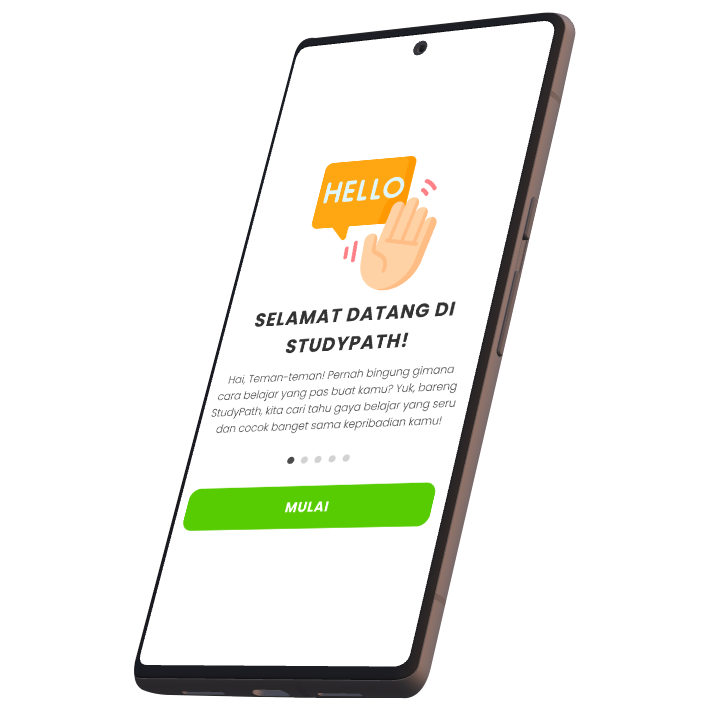 HELLO
SELAMAT DATANG DI
STUDYPATH!
Hai, Teman-teman! Pernah bingung gimana
cara belajar yang pas buat kamu? Yuk, bareng
StudyPath, kita cari tahu gaya belajar yang seru
dan cocok banget sama kepribadian kamu!
MULAI